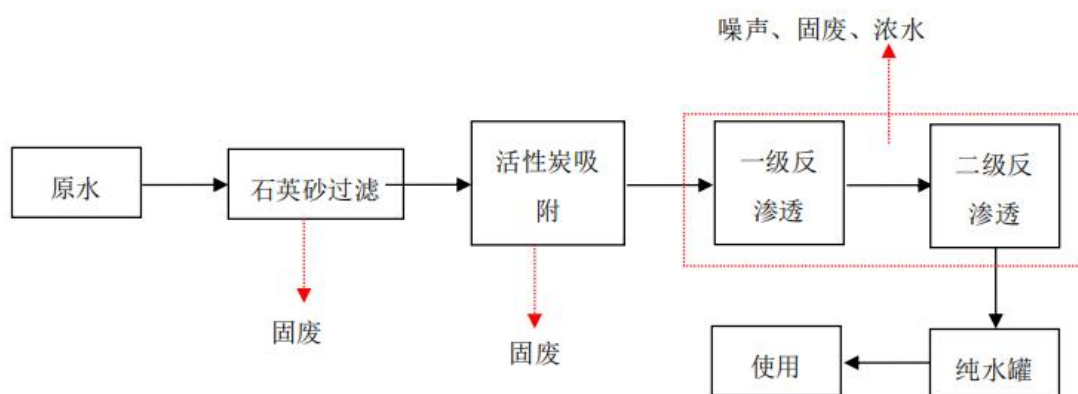 噪声、固废、浓水
原水
石英砂过滤
活性炭吸
附
一级反
渗透
二级反
渗透
固废
固废
使用
纯水罐